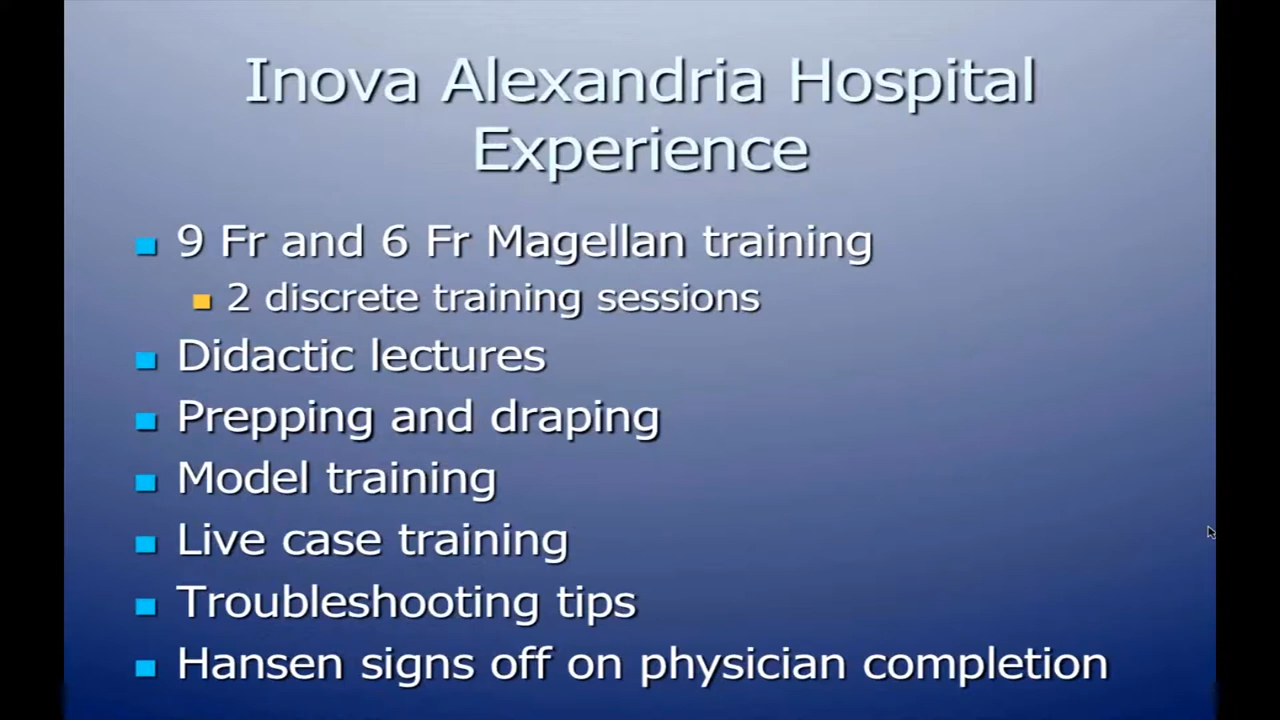 Inova Alexandria Hospital
Experience
9 Fr and 6 Fr Magellan training
2 discrete training sessions
Didactic lectures
Prepping and draping
Model training
Live case training
Troubleshooting tips
Hansen signs off on physician completion